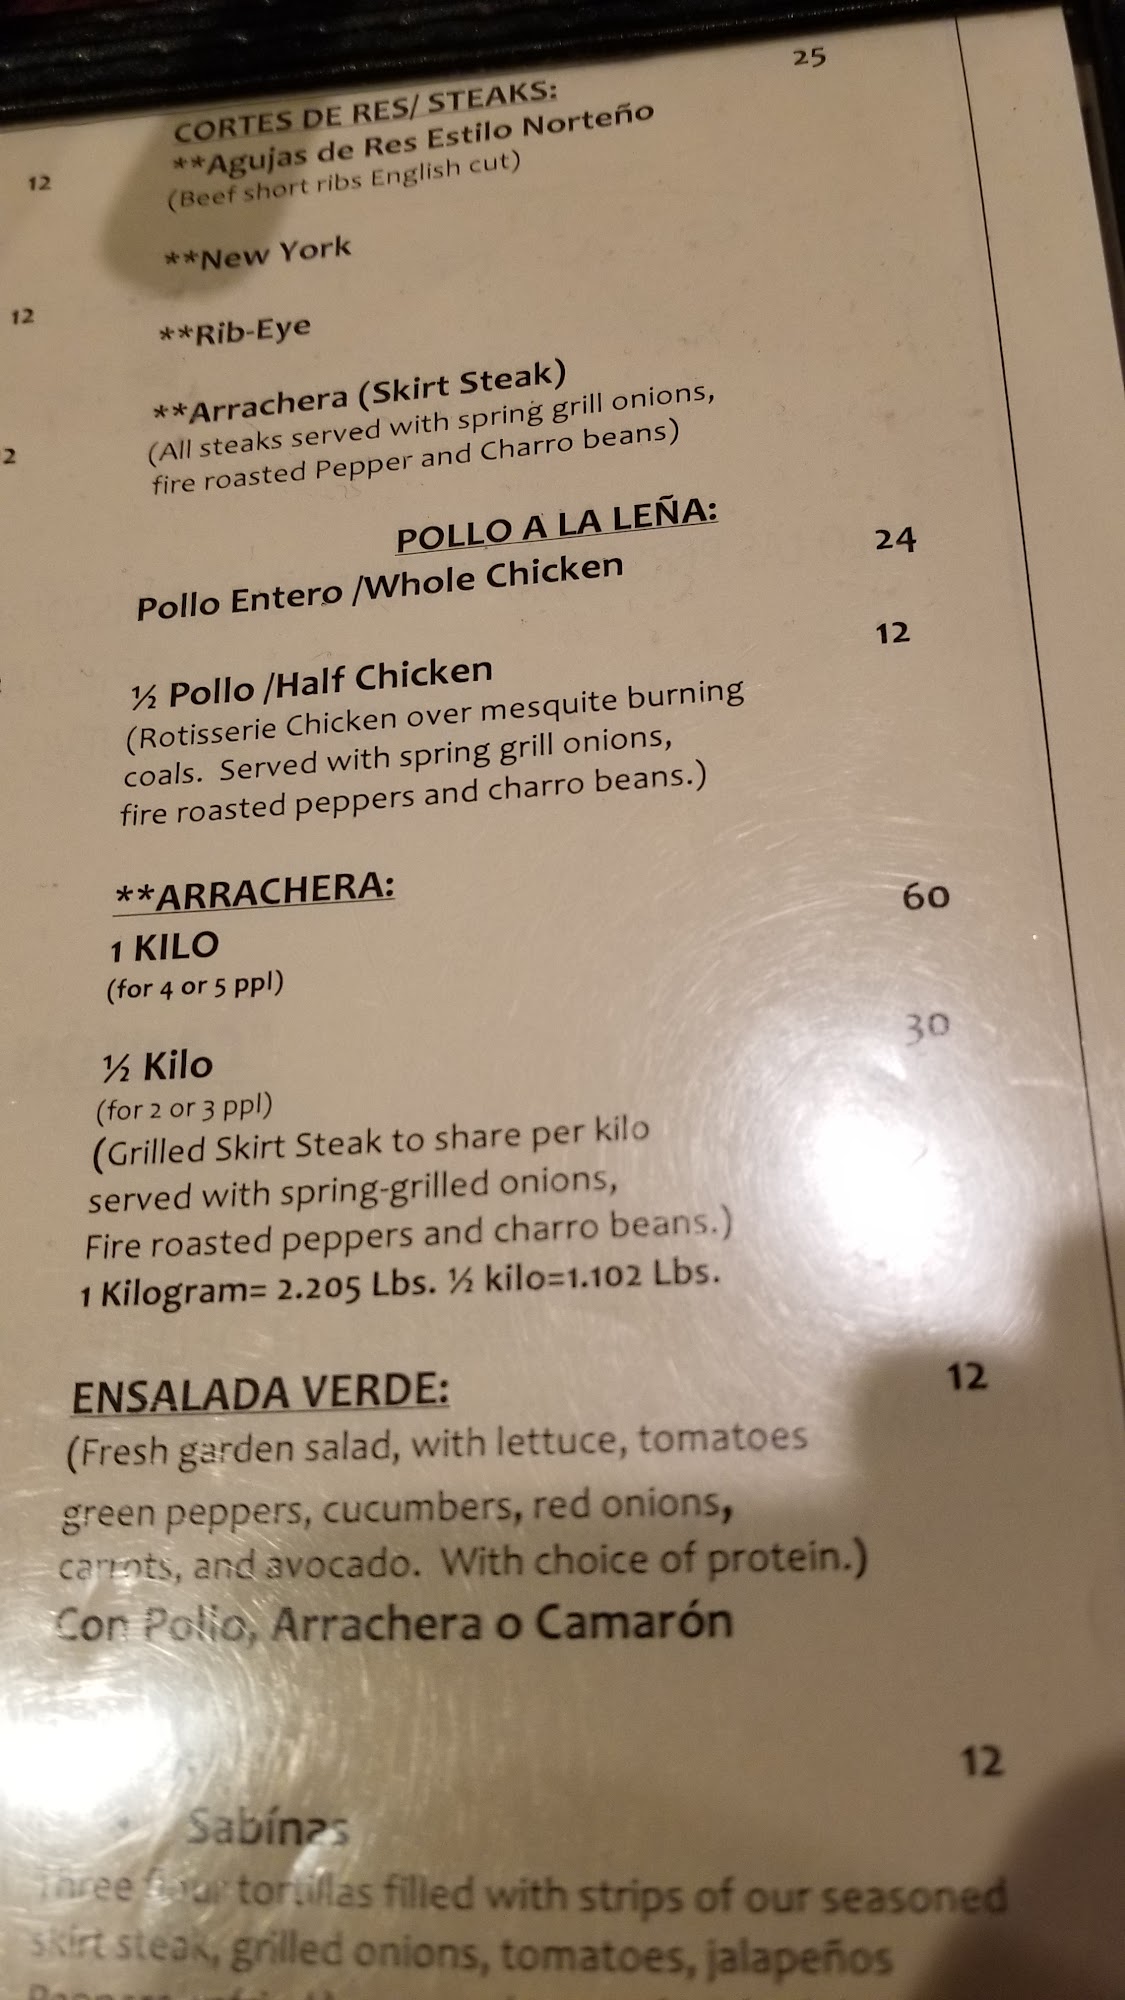 25
CORTES DE RES/ STEAKS:
**Agujas de Res Estilo Norteño
12
(Beef short ribs English cut)
**New York
12
**Rib-Eye
**Arrachera (Skirt Steak)
(All steaks served with spring grill onions,
2
fire roasted Pepper and Charro beans)
POLLO A LA LEÑA:
Pollo Entero /Whole Chicken 24
½ Pollo /Half Chicken 12
(Rotisserie Chicken over mesquite burning
coals. Served with spring grill onions,
fire roasted peppers and charro beans.)
**ARRACHERA:
1 KILO 60
(for 4 or 5 ppl)
½ Kilo 30
(for 2 or 3 ppl)
(Grilled Skirt Steak to share per kilo
served with spring-grilled onions,
Fire roasted peppers and charro beans.)
1 Kilogram= 2.205 Lbs. ½ kilo=1.102 Lbs.
ENSALADA VERDE: 12
(Fresh garden salad, with lettuce, tomatoes
green peppers, cucumbers, red onions,
carrots, and avocado. With choice of protein.)
Con Pollo, Arrachera o Camarón
12
Sabínas
Three flour tortillas filled with strips of our seasoned
skirt steak, grilled onions, tomatoes, jalapeños